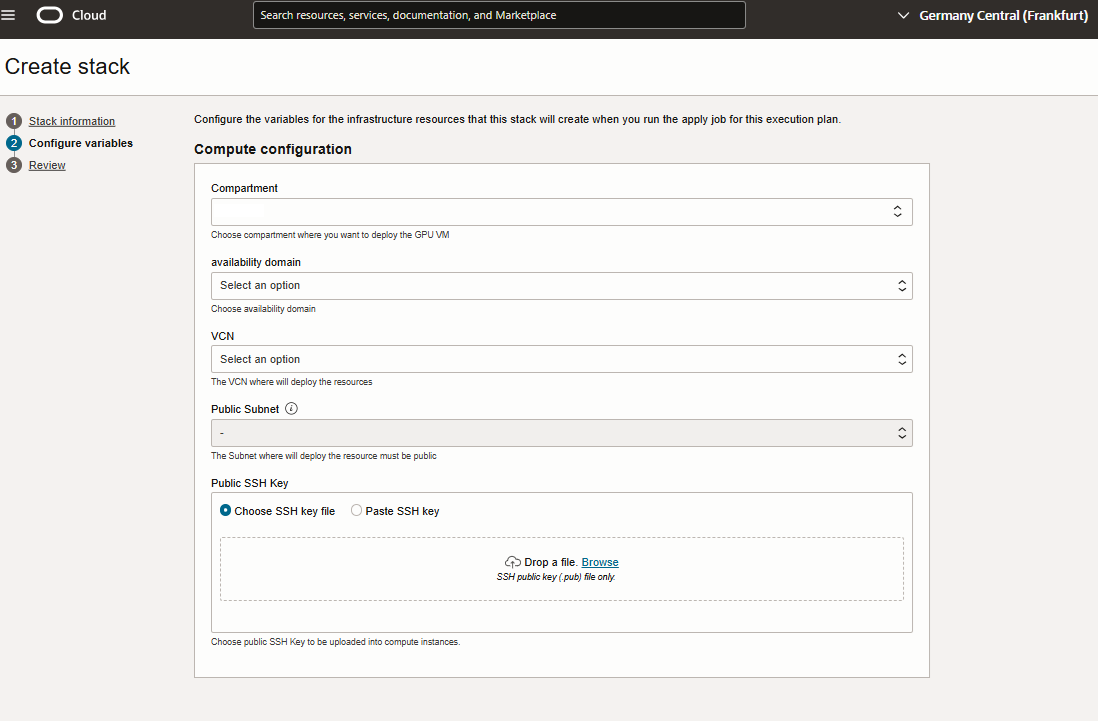 Cloud
Search resources, services, documentation, and Marketplace
Germany Central (Frankfurt)
Create stack
1 Stack information
2 Configure variables
3 Review
Configure the variables for the infrastructure resources that this stack will create when you run the apply job for this execution plan.
Compute configuration
Compartment
Choose compartment where you want to deploy the GPU VM
availability domain
Select an option
Choose availability domain
VCN
Select an option
The VCN where will deploy the resources
Public Subnet i
-
The Subnet where will deploy the resource must be public
Public SSH Key
Choose SSH key file Paste SSH key
Drop a file. Browse
SSH public key (.pub) file only.
Choose public SSH Key to be uploaded into compute instances.